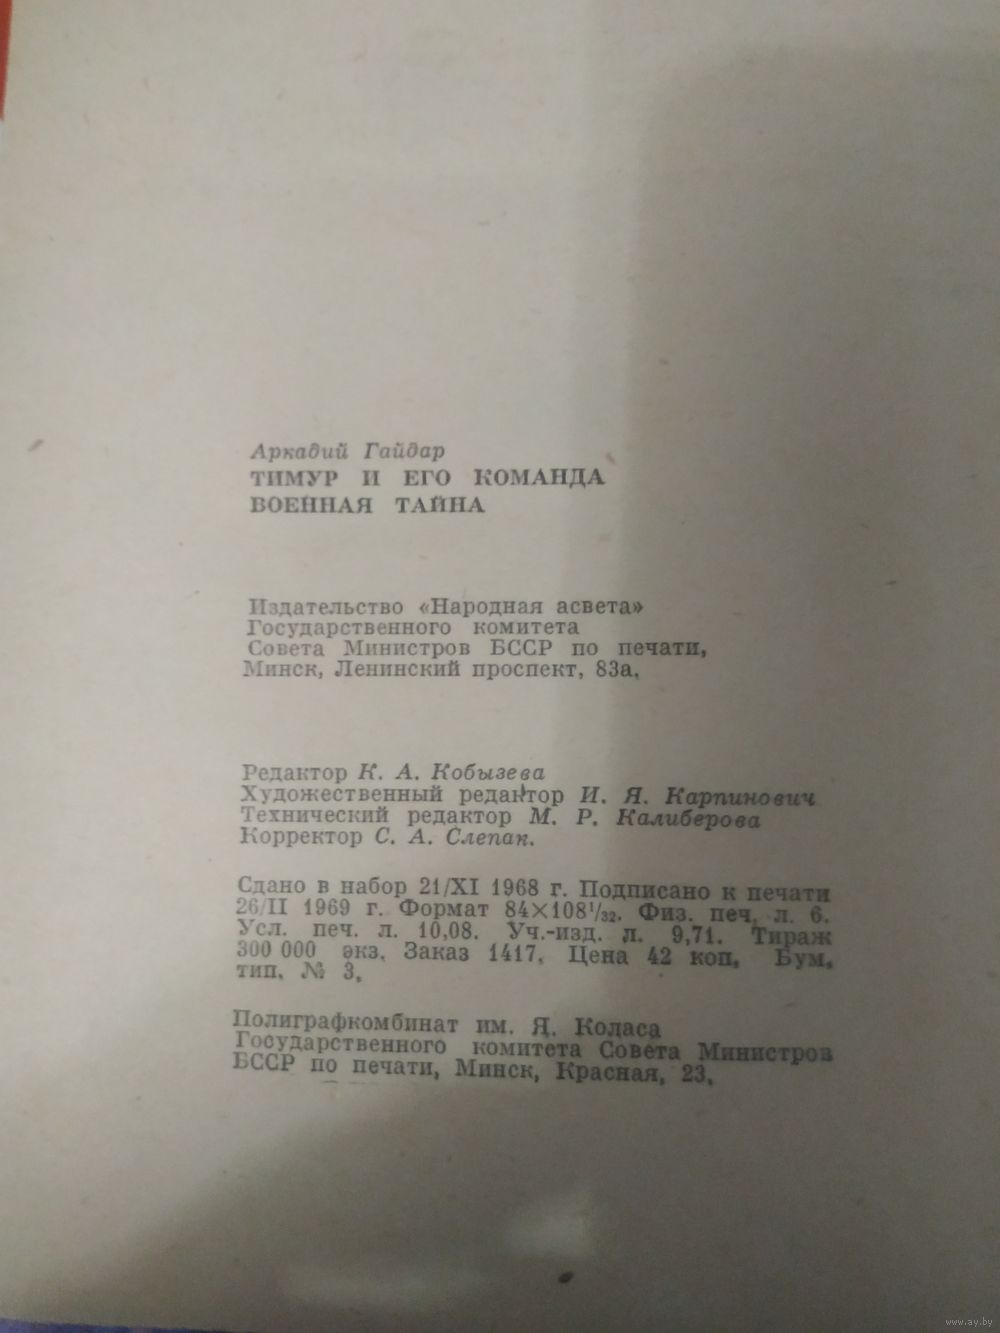 Аркадий Гайдар
ТИМУР И ЕГО КОМАНДА
ВОЕННАЯ ТАЙНА
Издательство «Народная асвета»
Государственного комитета
Совета Министров БССР по печати,
Минск, Ленинский проспект, 83а.
Редактор К. А. Кобызева
Художественный редактор И. Я. Карпинович
Технический редактор М. Р. Калиберова
Корректор С. А. Слепак.
Сдано в набор 21/XI 1968 г. Подписано к печати
26/II 1969 г. Формат 84×108¹/₃₂. Физ. печ. л. 6.
Усл. печ. л. 10,08. Уч.-изд. л. 9,71. Тираж
300 000 экз. Заказ 1417. Цена 42 коп. Бум.
тип. № 3.
Полиграфкомбинат им. Я. Коласа
Государственного комитета Совета Министров
БССР по печати, Минск, Красная, 23.
www.ay.by